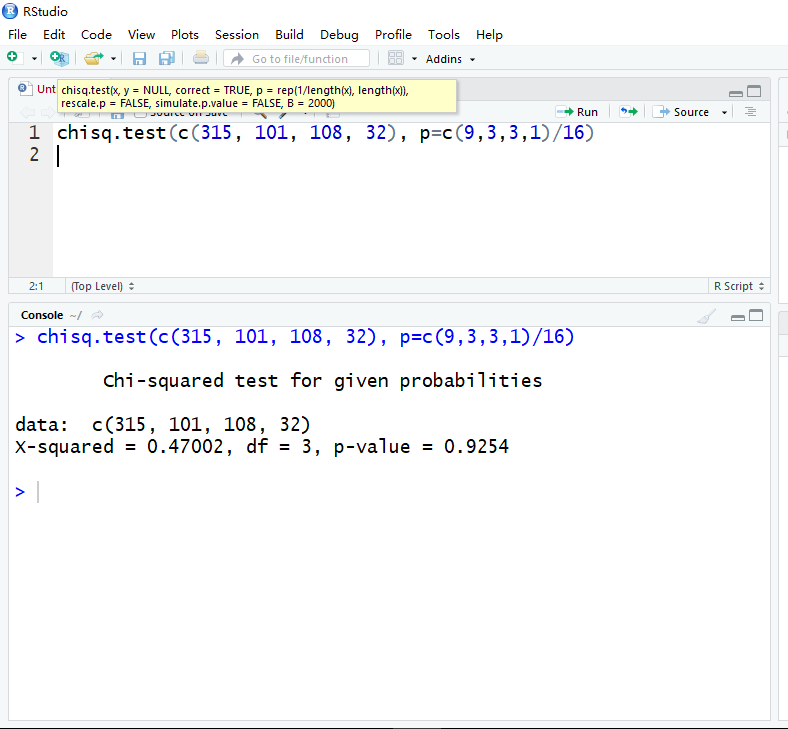 RStudio
File Edit Code View Plots Session Build Debug Profile Tools Help
Go to file/function Addins
Unt
chisq.test(x, y = NULL, correct = TRUE, p = rep(1/length(x), length(x)),
rescale.p = FALSE, simulate.p.value = FALSE, B = 2000)
Source on Save Run Source
1 chisq.test(c(315, 101, 108, 32), p=c(9,3,3,1)/16)
2
2:1 (Top Level) R Script
Console ~/
> chisq.test(c(315, 101, 108, 32), p=c(9,3,3,1)/16)
Chi-squared test for given probabilities
data: c(315, 101, 108, 32)
X-squared = 0.47002, df = 3, p-value = 0.9254
>